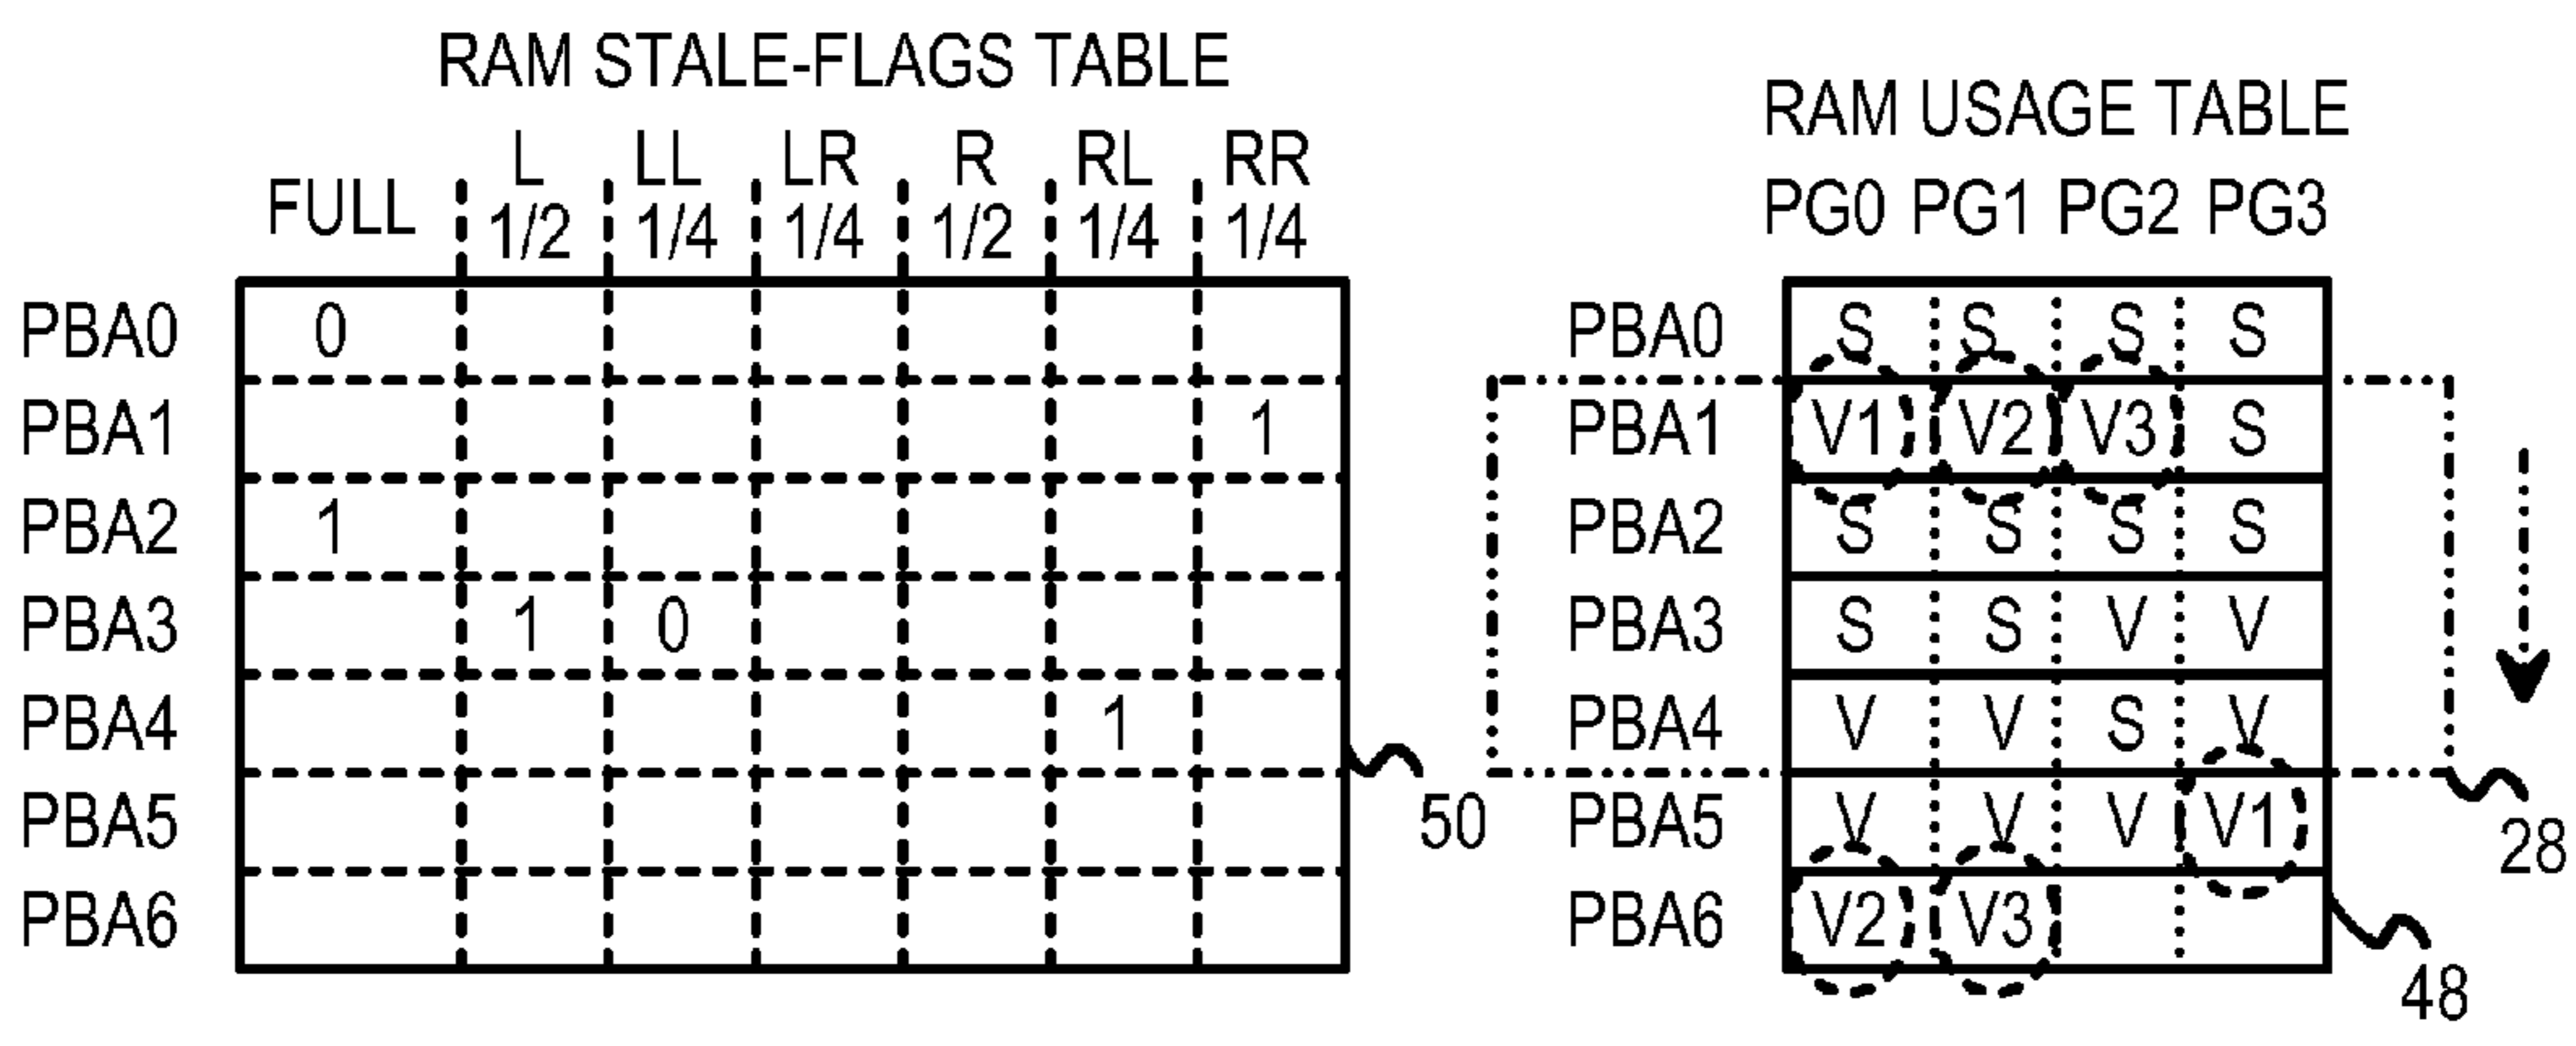 RAM STALE-FLAGS TABLE
FULL L 1/2 LL 1/4 LR 1/4 R 1/2 RL 1/4 RR 1/4
PBA0 0
PBA1 1
PBA2 1
PBA3 1 0
PBA4 1
PBA5
PBA6
50
RAM USAGE TABLE
PG0 PG1 PG2 PG3
PBA0 S S S S
PBA1 V1 V2 V3 S
PBA2 S S S S
PBA3 S S V V
PBA4 V V S V
PBA5 V V V V1
PBA6 V2 V3
28
48